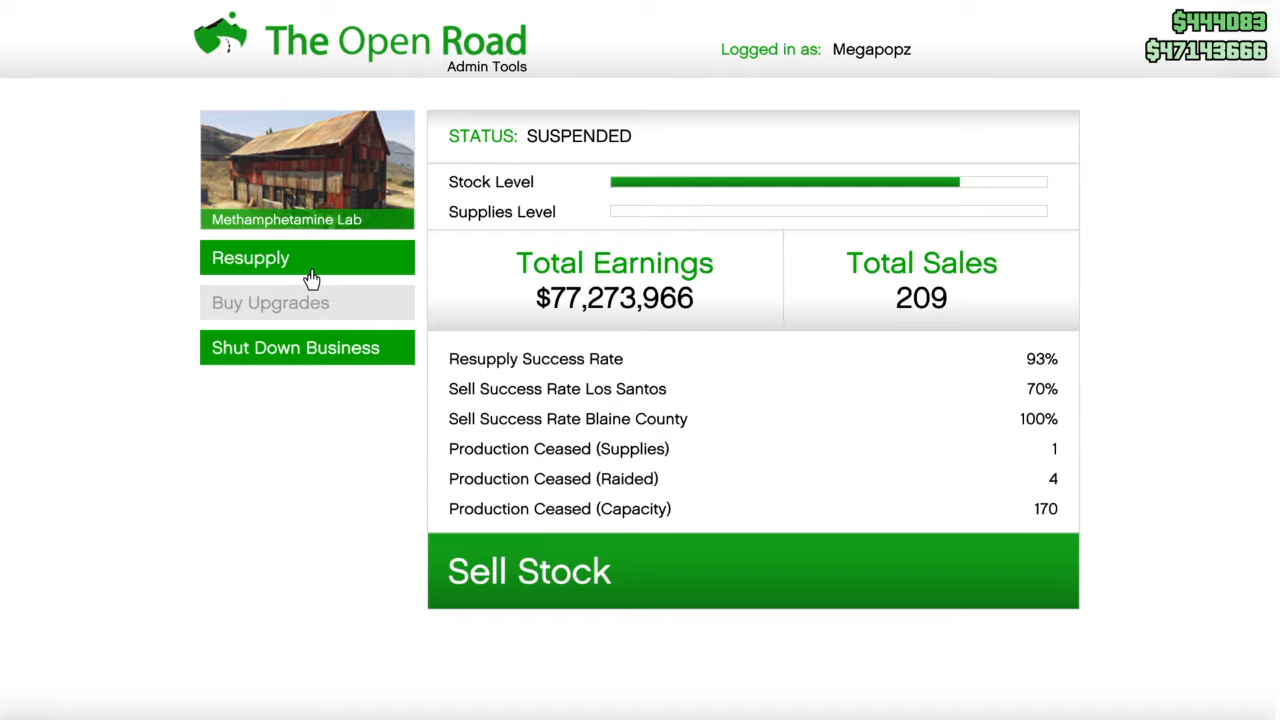 The Open Road
Admin Tools
Logged in as: Megapopz
$444083
$47143666
Methamphetamine Lab
Resupply
Buy Upgrades
Shut Down Business
STATUS: SUSPENDED
Stock Level
Supplies Level
Total Earnings
$77,273,966
Total Sales
209
Resupply Success Rate 93%
Sell Success Rate Los Santos 70%
Sell Success Rate Blaine County 100%
Production Ceased (Supplies) 1
Production Ceased (Raided) 4
Production Ceased (Capacity) 170
Sell Stock